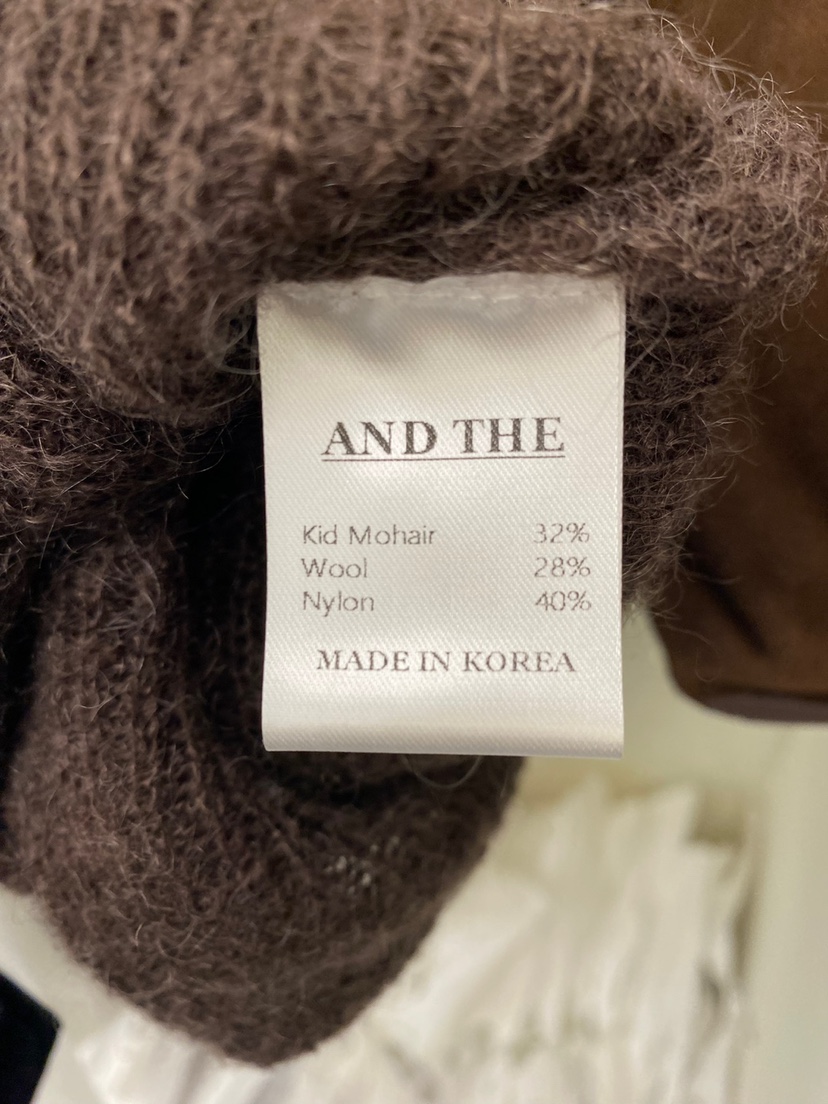 AND THE
Kid Mohair 32%
Wool 28%
Nylon 40%
MADE IN KOREA